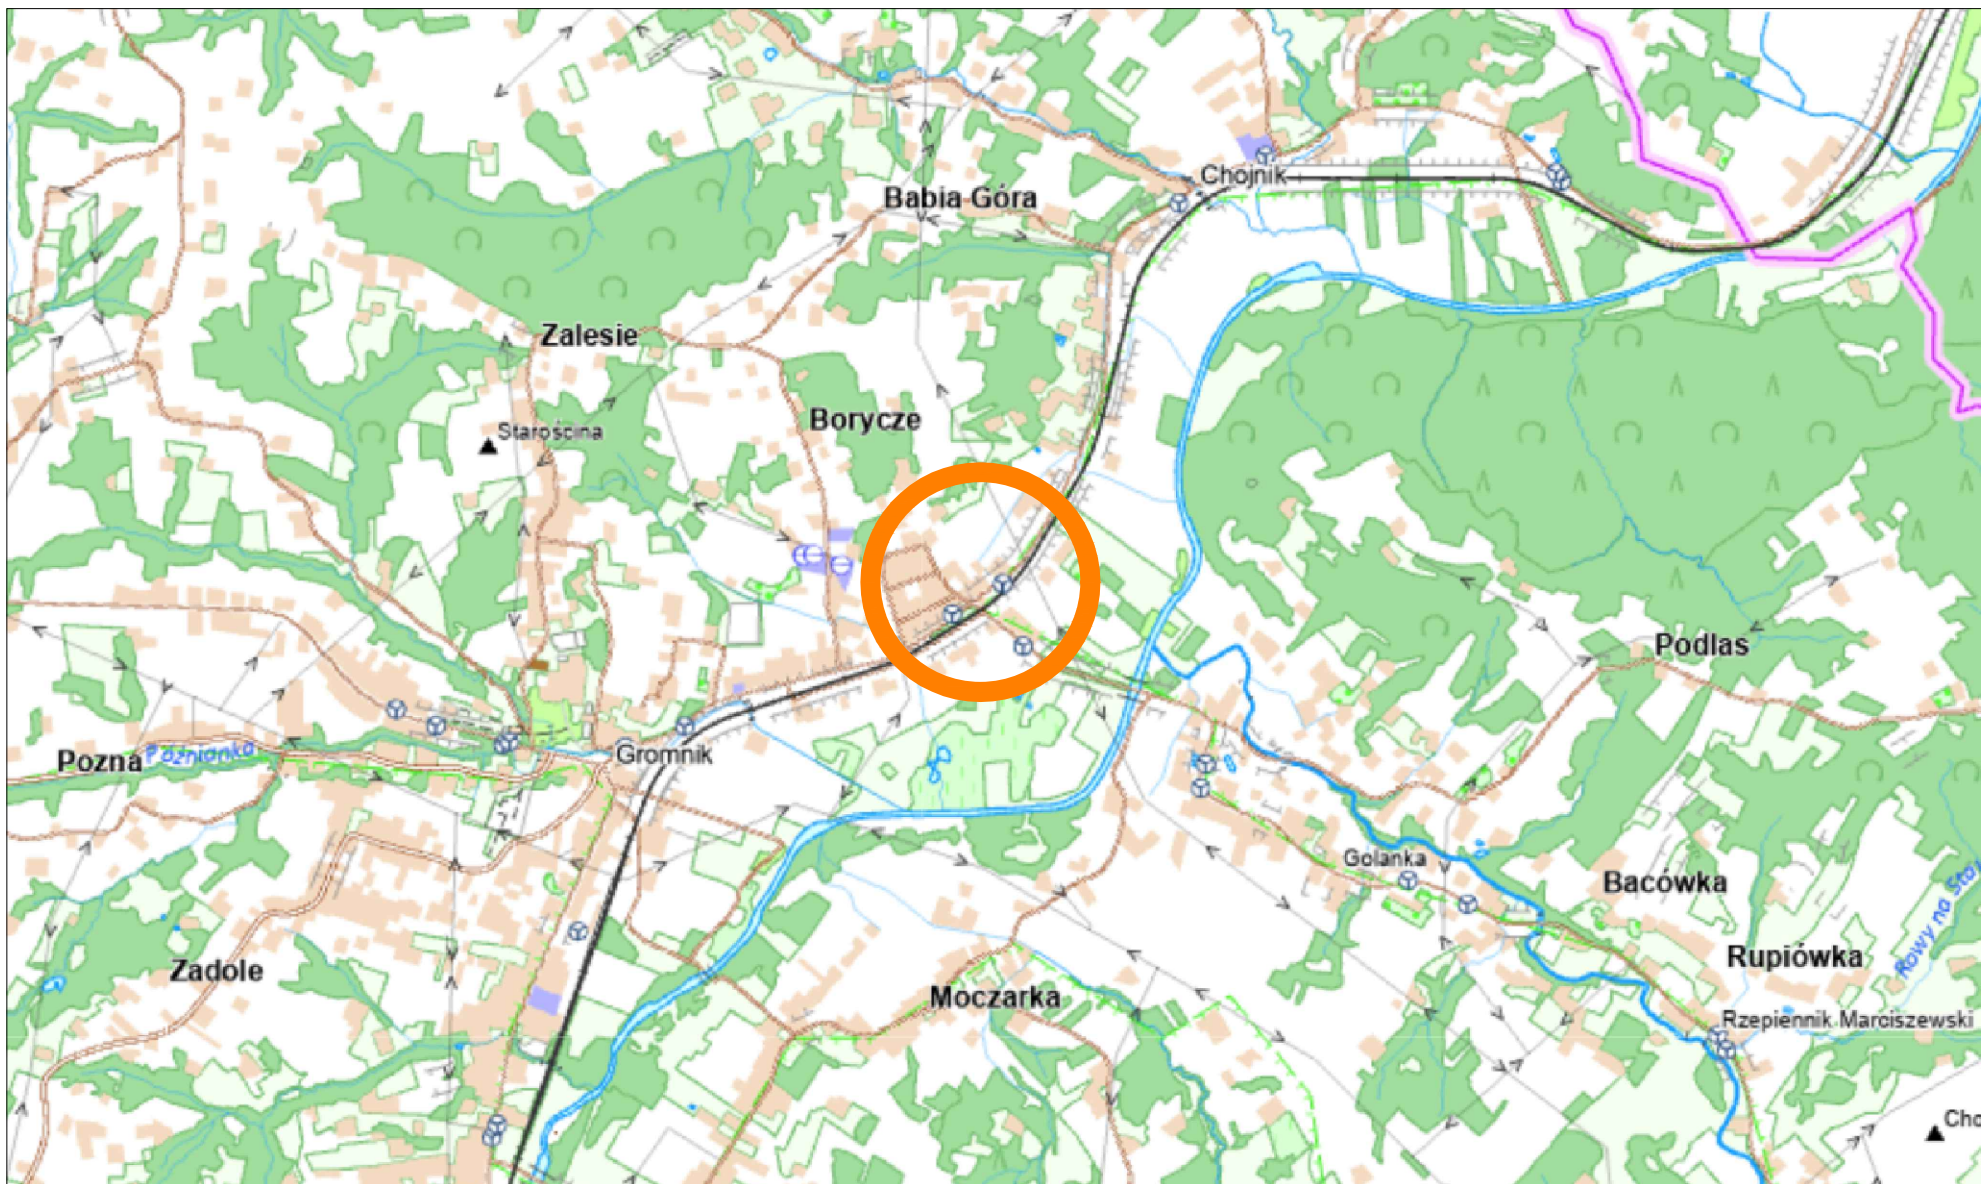 Chojnik
Babia Góra
Zalesie
Borycze
Starościna
Podlas
Gromnik
Pozna
Poźnianka
Golanka
Bacówka
Rupiówka
Rowy na
Zadole
Moczarka
Rzepiennik Marciszewski